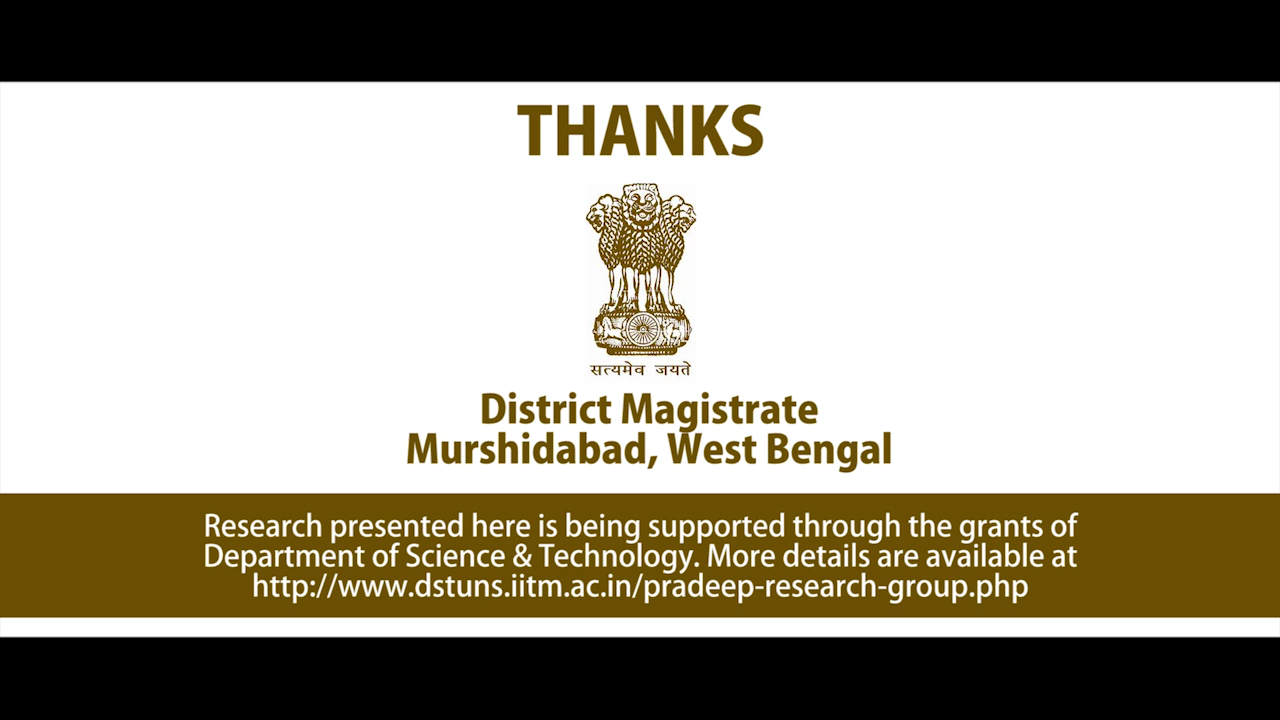 THANKS
सत्यमेव जयते
District Magistrate
Murshidabad, West Bengal
Research presented here is being supported through the grants of
Department of Science & Technology. More details are available at
http://www.dstuns.iitm.ac.in/pradeep-research-group.php